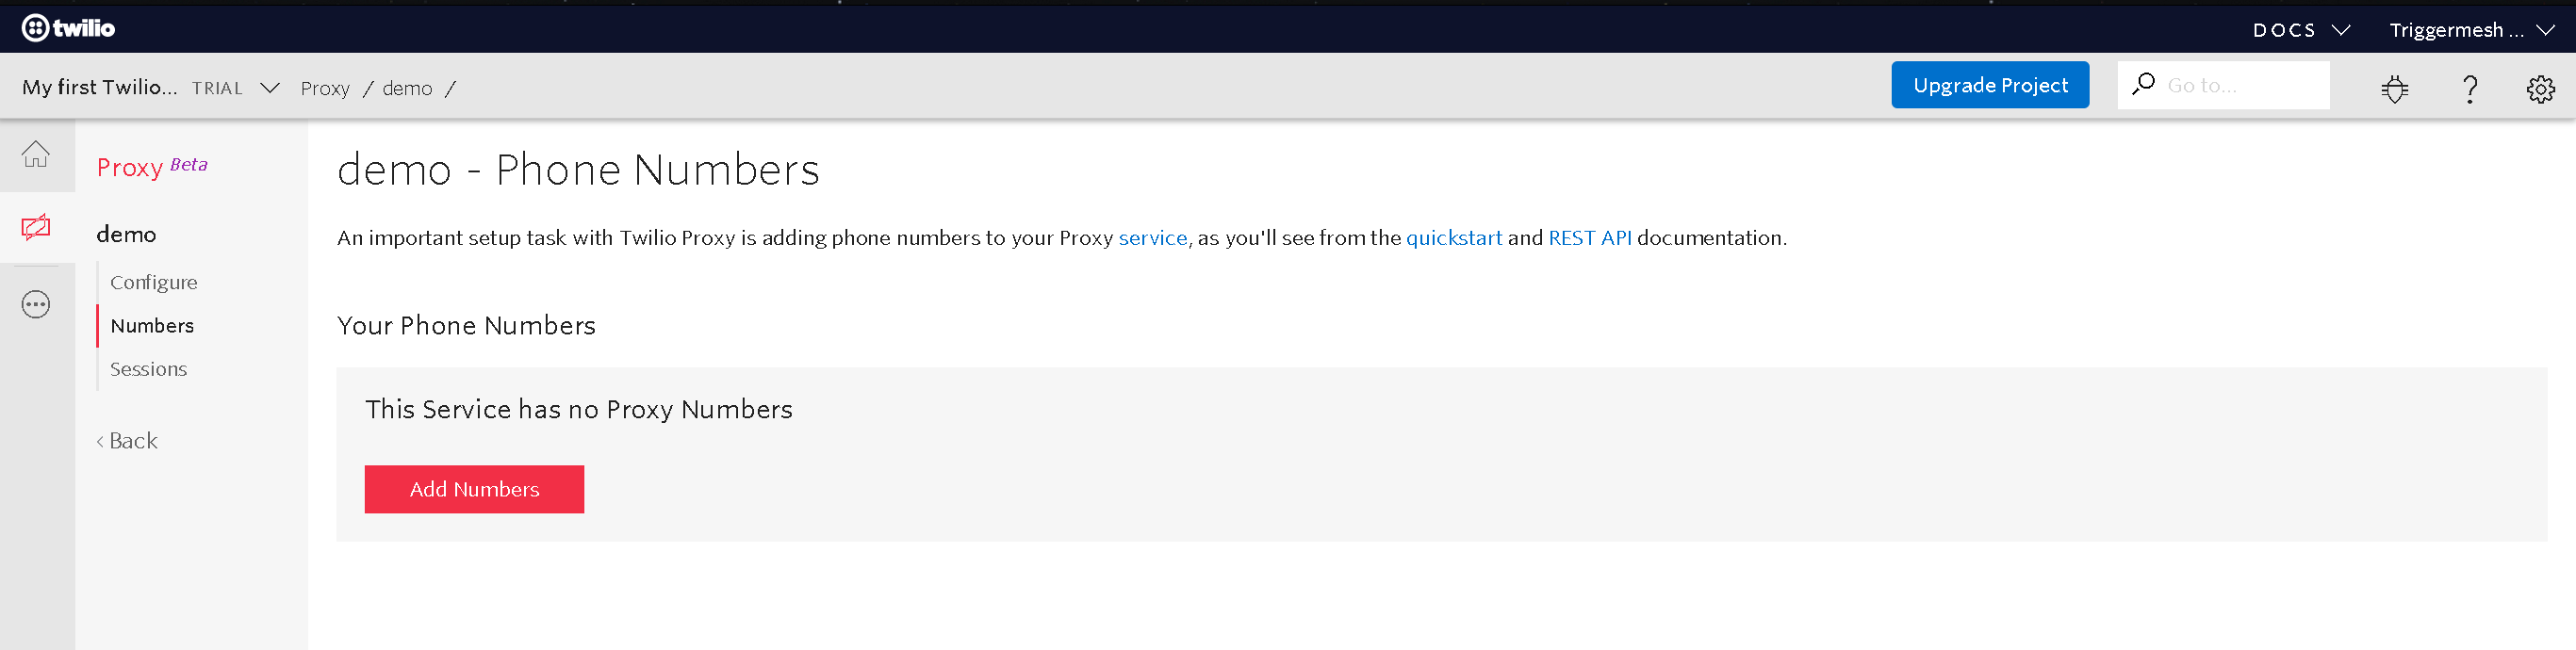 twilio
DOCS
Triggermesh ...
My first Twilio... TRIAL
Proxy / demo /
Upgrade Project
Go to...
?
Proxy Beta
demo
Configure
Numbers
Sessions
< Back
demo - Phone Numbers
An important setup task with Twilio Proxy is adding phone numbers to your Proxy service, as you'll see from the quickstart and REST API documentation.
Your Phone Numbers
This Service has no Proxy Numbers
Add Numbers